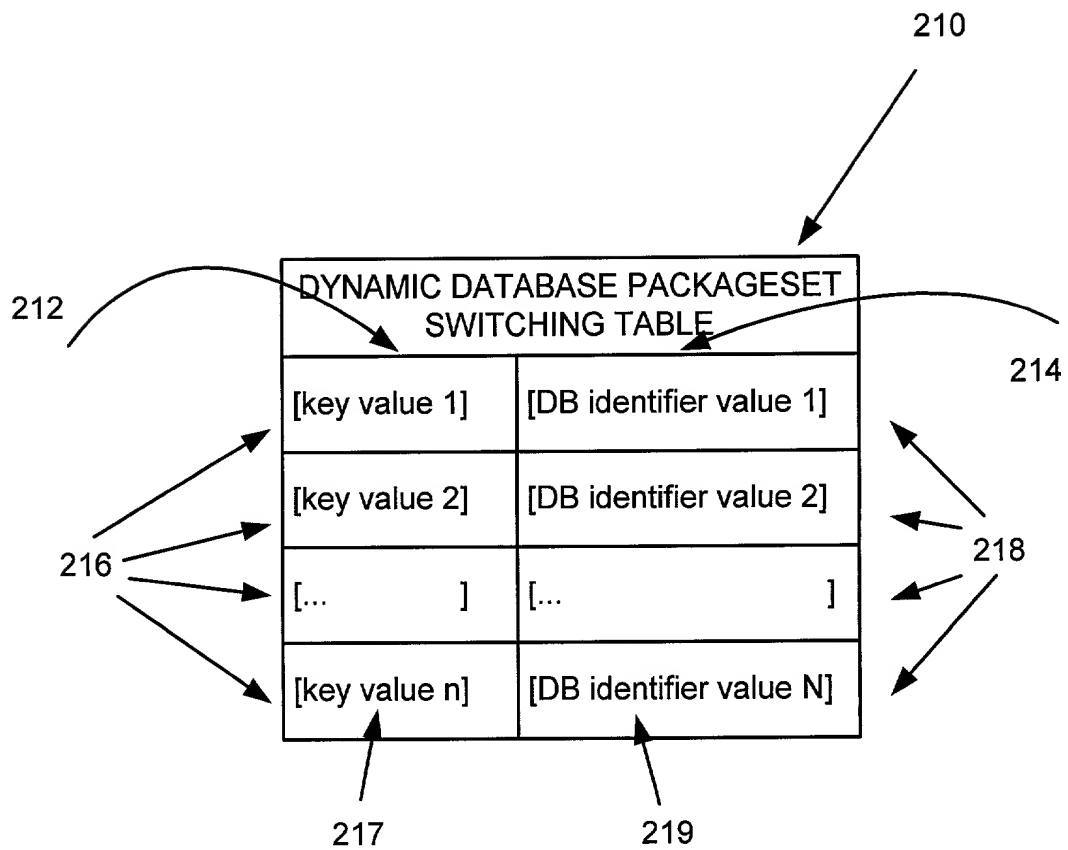 210
DYNAMIC DATABASE PACKAGESET
SWITCHING TABLE
212
214
[key value 1] [DB identifier value 1]
[key value 2] [DB identifier value 2]
216
218
[... ] [... ]
[key value n] [DB identifier value N]
217
219